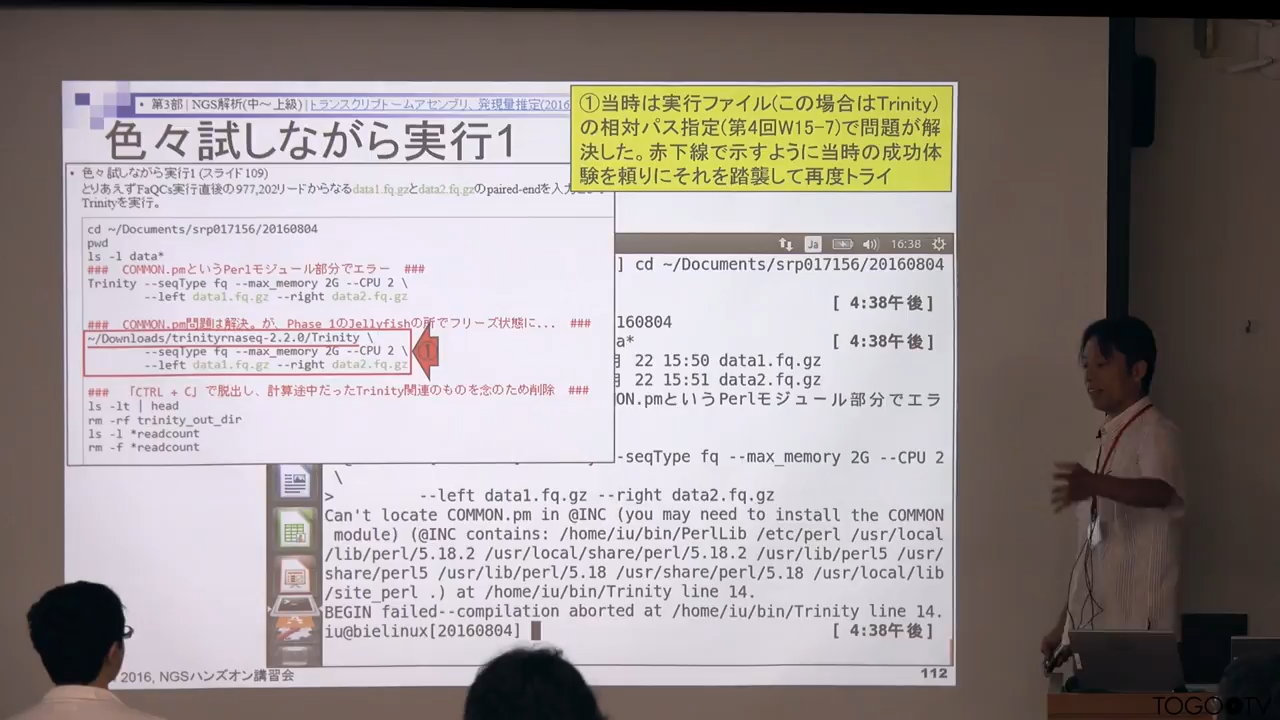 • 第3部 | NGS解析(中～上級) | トランスクリプトームアセンブリ、発現量推定(2016
色々試しながら実行1
①当時は実行ファイル(この場合はTrinity)
の相対パス指定(第4回W15-7)で問題が解
決した。赤下線で示すように当時の成功体
験を頼りにそれを踏襲して再度トライ
• 色々試しながら実行1 (スライド109)
とりあえずFaQCs実行直後の977,202リードからなるdata1.fq.gzとdata2.fq.gzのpaired-endを入力
Trinityを実行。
cd ~/Documents/srp017156/20160804
pwd
ls -l data*
### COMMON.pmというPerlモジュール部分でエラー ###
Trinity --seqType fq --max_memory 2G --CPU 2 \
--left data1.fq.gz --right data2.fq.gz
### COMMON.pm問題は解決。が、Phase 1のJellyfishの所でフリーズ状態に... ###
~/Downloads/trinityrnaseq-2.2.0/Trinity \
--seqType fq --max_memory 2G --CPU 2 \
--left data1.fq.gz --right data2.fq.gz
①
### 「CTRL + C」で脱出し、計算途中だったTrinity関連のものを念のため削除 ###
ls -lt | head
rm -rf trinity_out_dir
ls -l *readcount
rm -f *readcount
Ja 16:38
] cd ~/Documents/srp017156/20160804
[ 4:38午後]
160804
a* [ 4:38午後]
月 22 15:50 data1.fq.gz
月 22 15:51 data2.fq.gz
ON.pmというPerlモジュール部分でエラ
-seqType fq --max_memory 2G --CPU 2
\
> --left data1.fq.gz --right data2.fq.gz
Can't locate COMMON.pm in @INC (you may need to install the COMMON
module) (@INC contains: /home/iu/bin/PerlLib /etc/perl /usr/local
/lib/perl/5.18.2 /usr/local/share/perl/5.18.2 /usr/lib/perl5 /usr/
share/perl5 /usr/lib/perl/5.18 /usr/share/perl/5.18 /usr/local/lib
/site_perl .) at /home/iu/bin/Trinity line 14.
BEGIN failed--compilation aborted at /home/iu/bin/Trinity line 14.
iu@bielinux[20160804] [ 4:38午後]
2016, NGSハンズオン講習会
112
TOGOTV